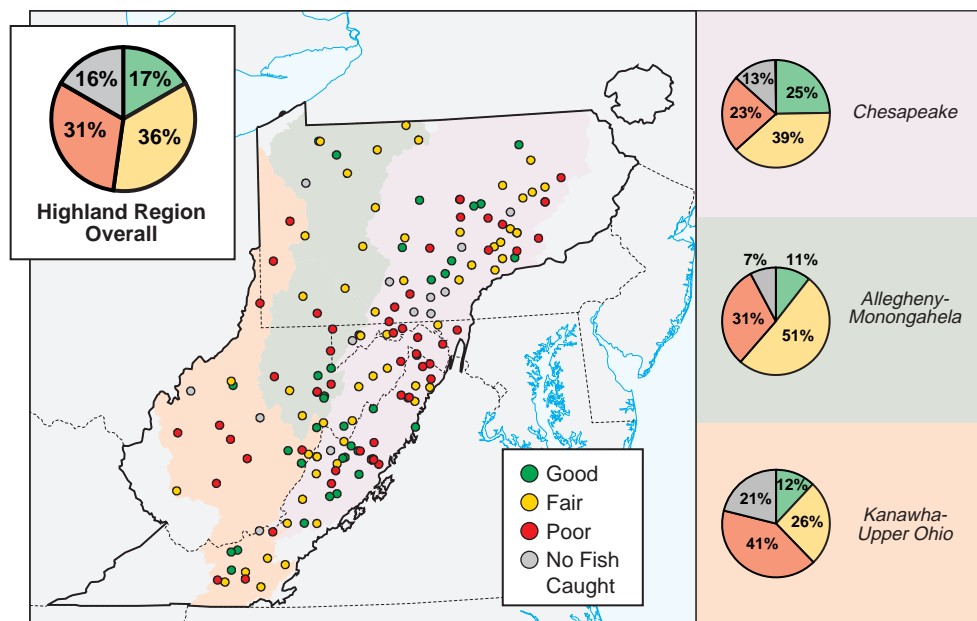 16%
17%
31%
36%
Highland Region
Overall
Good
Fair
Poor
No Fish
Caught
13%
25%
23%
39%
Chesapeake
7%
11%
31%
51%
Allegheny-
Monongahela
21%
12%
26%
41%
Kanawha-
Upper Ohio